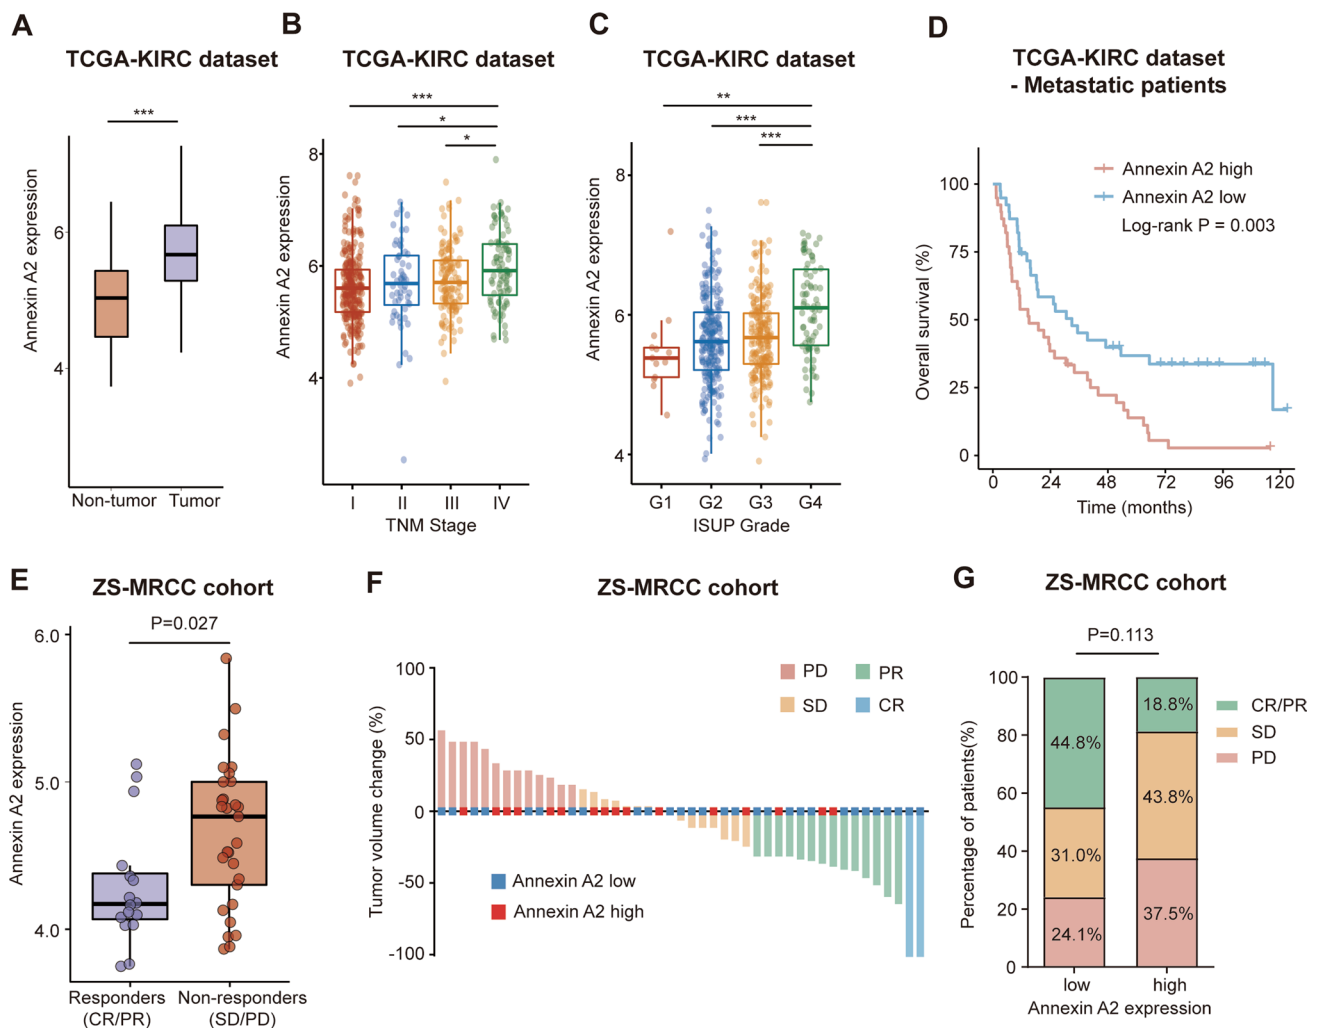 A
TCGA-KIRC dataset
***
Annexin A2 expression
6
4
Non-tumor
Tumor
B
TCGA-KIRC dataset
***
*
*
Annexin A2 expression
8
6
4
I
II
III
IV
TNM Stage
C
TCGA-KIRC dataset
**
***
***
Annexin A2 expression
8
6
4
G1
G2
G3
G4
ISUP Grade
D
TCGA-KIRC dataset
- Metastatic patients
Annexin A2 high
Annexin A2 low
Log-rank P = 0.003
Overall survival (%)
100
75
50
25
0
0
24
48
72
96
120
Time (months)
E
ZS-MRCC cohort
P=0.027
Annexin A2 expression
6.0
5.0
4.0
Responders
(CR/PR)
Non-responders
(SD/PD)
F
ZS-MRCC cohort
PD
PR
SD
CR
Tumor volume change (%)
100
50
0
-50
-100
Annexin A2 low
Annexin A2 high
G
ZS-MRCC cohort
P=0.113
Percentage of patients(%)
100
80
60
40
20
0
44.8%
31.0%
24.1%
18.8%
43.8%
37.5%
CR/PR
SD
PD
low
high
Annexin A2 expression